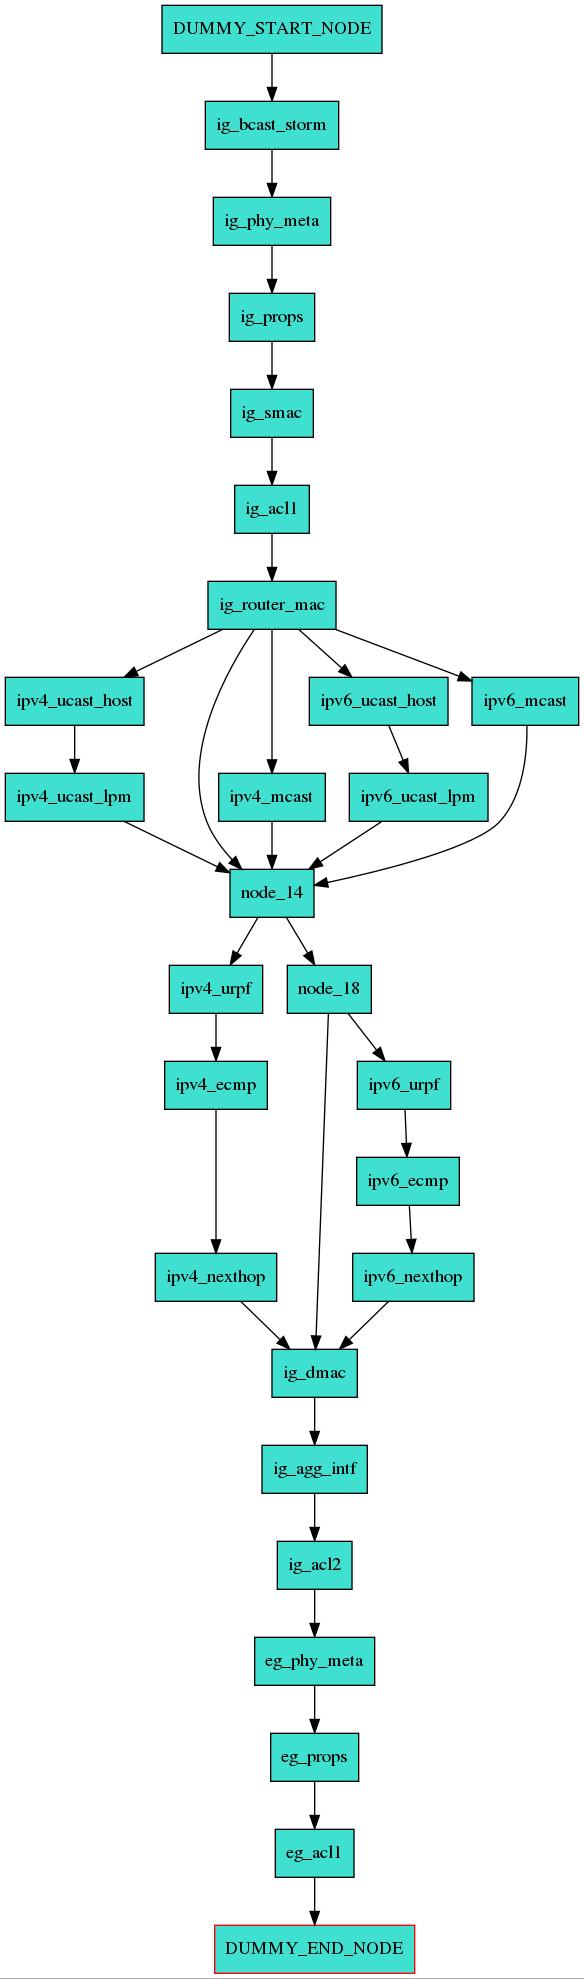 DUMMY_START_NODE
ig_bcast_storm
ig_phy_meta
ig_props
ig_smac
ig_acl1
ig_router_mac
ipv4_ucast_host
ipv6_ucast_host
ipv6_mcast
ipv4_ucast_lpm
ipv4_mcast
ipv6_ucast_lpm
node_14
ipv4_urpf
node_18
ipv4_ecmp
ipv6_urpf
ipv6_ecmp
ipv4_nexthop
ipv6_nexthop
ig_dmac
ig_agg_intf
ig_acl2
eg_phy_meta
eg_props
eg_acl1
DUMMY_END_NODE